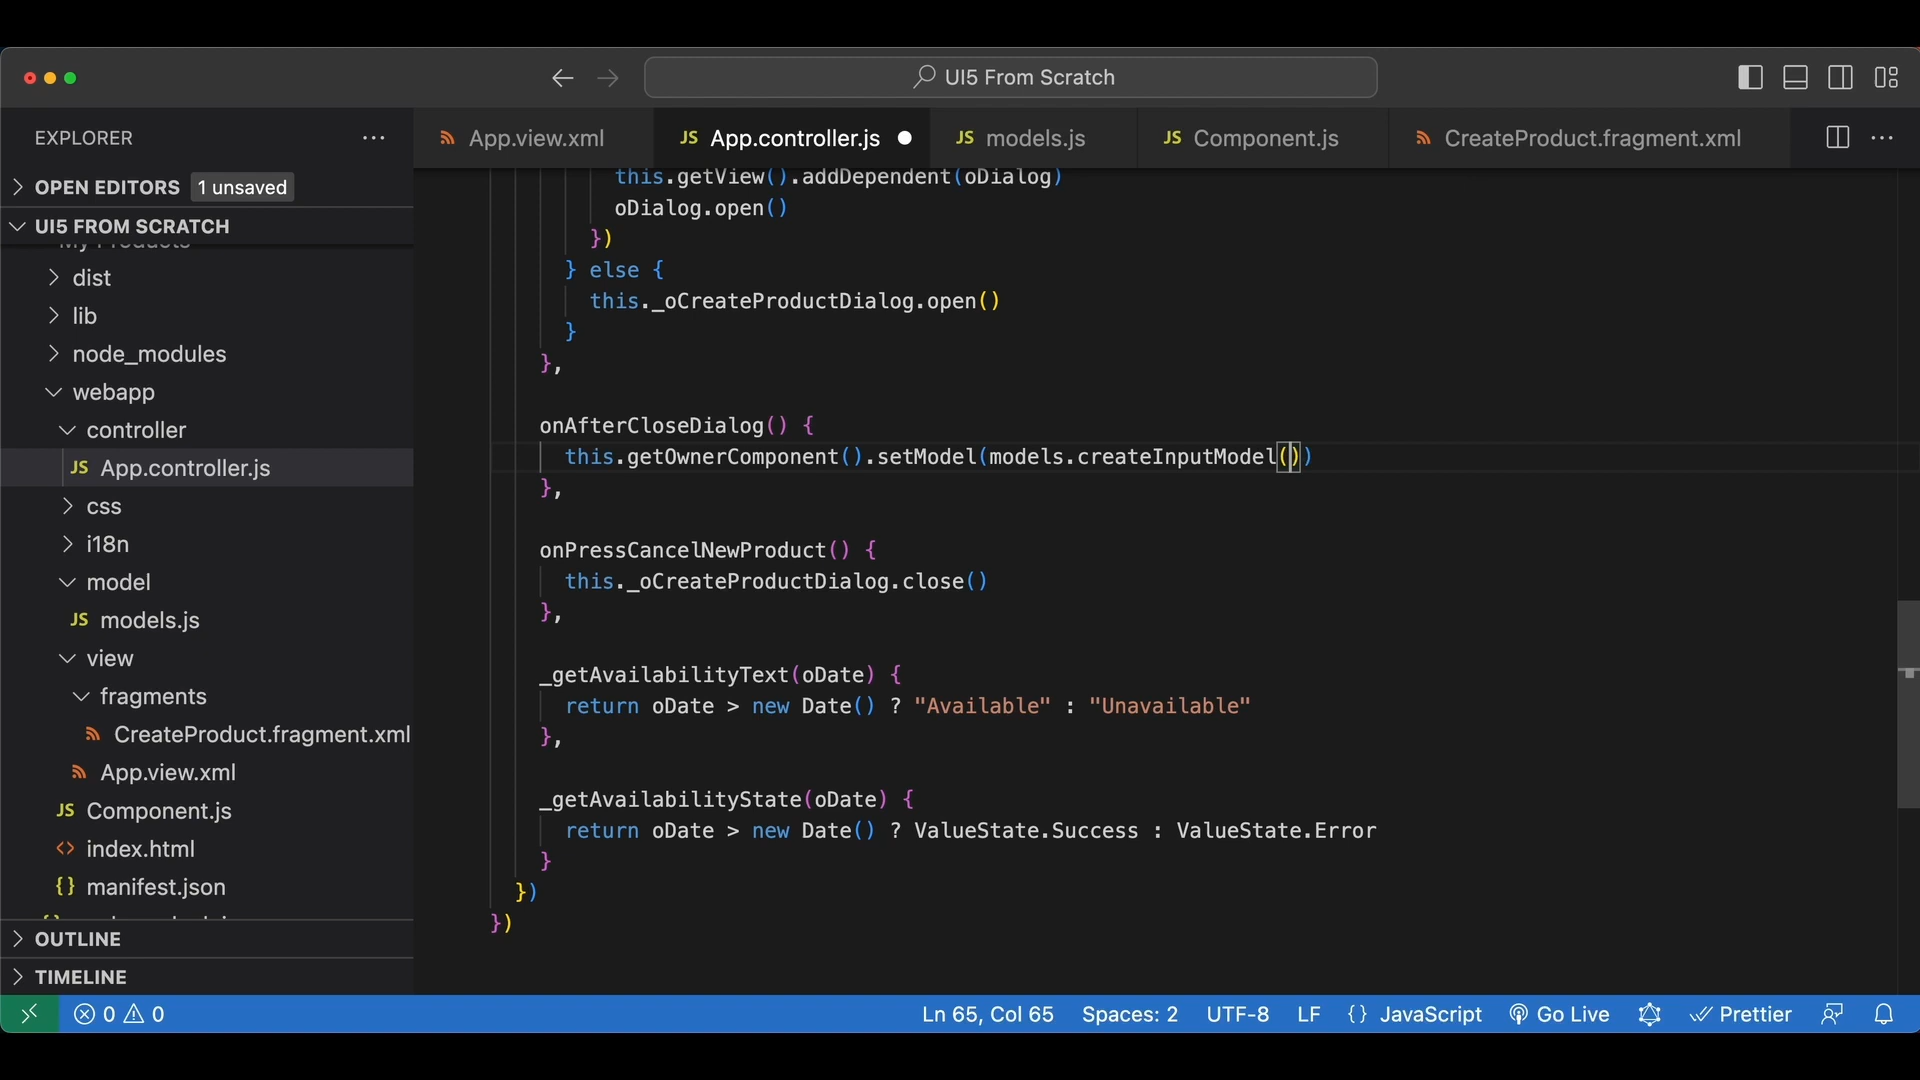 UI5 From Scratch
EXPLORER
App.view.xml
JS App.controller.js
JS models.js
JS Component.js
CreateProduct.fragment.xml
OPEN EDITORS 1 unsaved
UI5 FROM SCRATCH
My Products
dist
lib
node_modules
webapp
controller
JS App.controller.js
css
i18n
model
JS models.js
view
fragments
CreateProduct.fragment.xml
App.view.xml
JS Component.js
<> index.html
{} manifest.json
OUTLINE
TIMELINE
this.getView().addDependent(oDialog)
oDialog.open()
})
} else {
this._oCreateProductDialog.open()
}
},
onAfterCloseDialog() {
this.getOwnerComponent().setModel(models.createInputModel())
},
onPressCancelNewProduct() {
this._oCreateProductDialog.close()
},
_getAvailabilityText(oDate) {
return oDate > new Date() ? "Available" : "Unavailable"
},
_getAvailabilityState(oDate) {
return oDate > new Date() ? ValueState.Success : ValueState.Error
}
})
})
0 0 Ln 65, Col 65 Spaces: 2 UTF-8 LF {} JavaScript Go Live Prettier